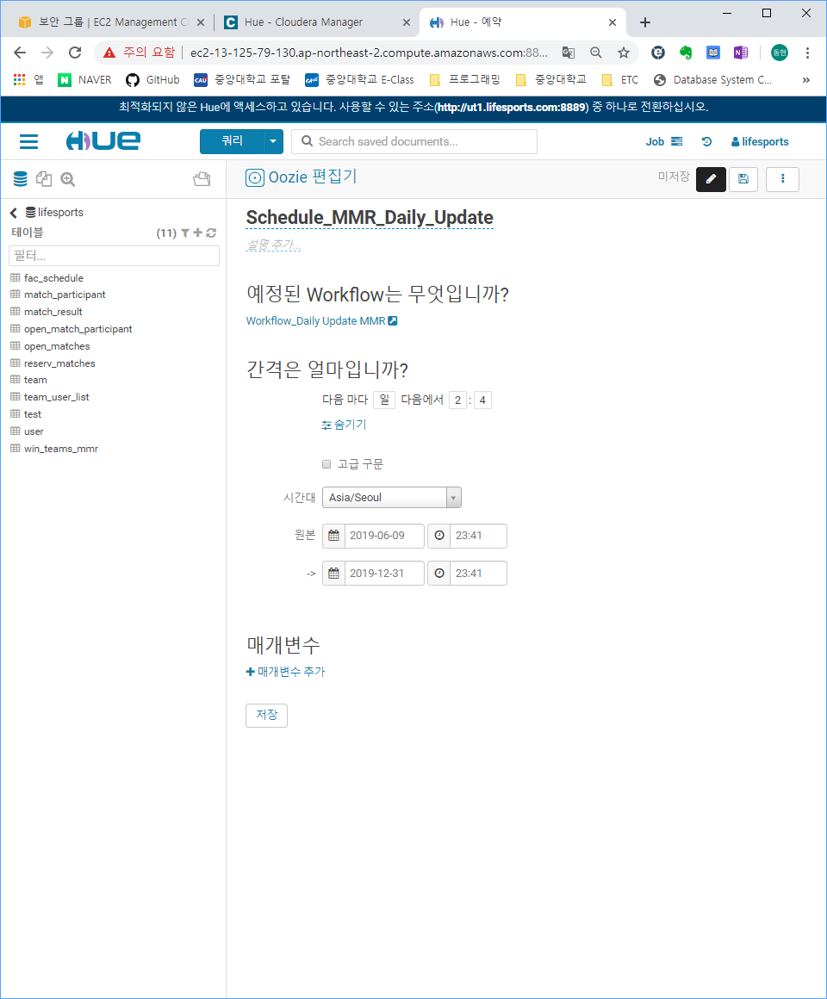 보안 그룹 | EC2 Management C
Hue - Cloudera Manager
Hue - 예약
주의 요함
ec2-13-125-79-130.ap-northeast-2.compute.amazonaws.com:88...
동현
앱
NAVER
GitHub
CAU 중앙대학교 포탈
중앙대학교 E-Class
프로그래밍
중앙대학교
ETC
Database System C...
»
최적화되지 않은 Hue에 액세스하고 있습니다. 사용할 수 있는 주소(http://ut1.lifesports.com:8889) 중 하나로 전환하십시오.
HUE
쿼리
Search saved documents...
Job
lifesports
Oozie 편집기
미저장
lifesports
테이블 (11)
필터...
fac_schedule
match_participant
match_result
open_match_participant
open_matches
reserv_matches
team
team_user_list
test
user
win_teams_mmr
Schedule_MMR_Daily_Update
설명 추가...
예정된 Workflow는 무엇입니까?
Workflow_Daily Update MMR
간격은 얼마입니까?
다음 마다 일 다음에서 2 : 4
숨기기
고급 구문
시간대 Asia/Seoul
원본 2019-06-09 23:41
-> 2019-12-31 23:41
매개변수
매개변수 추가
저장